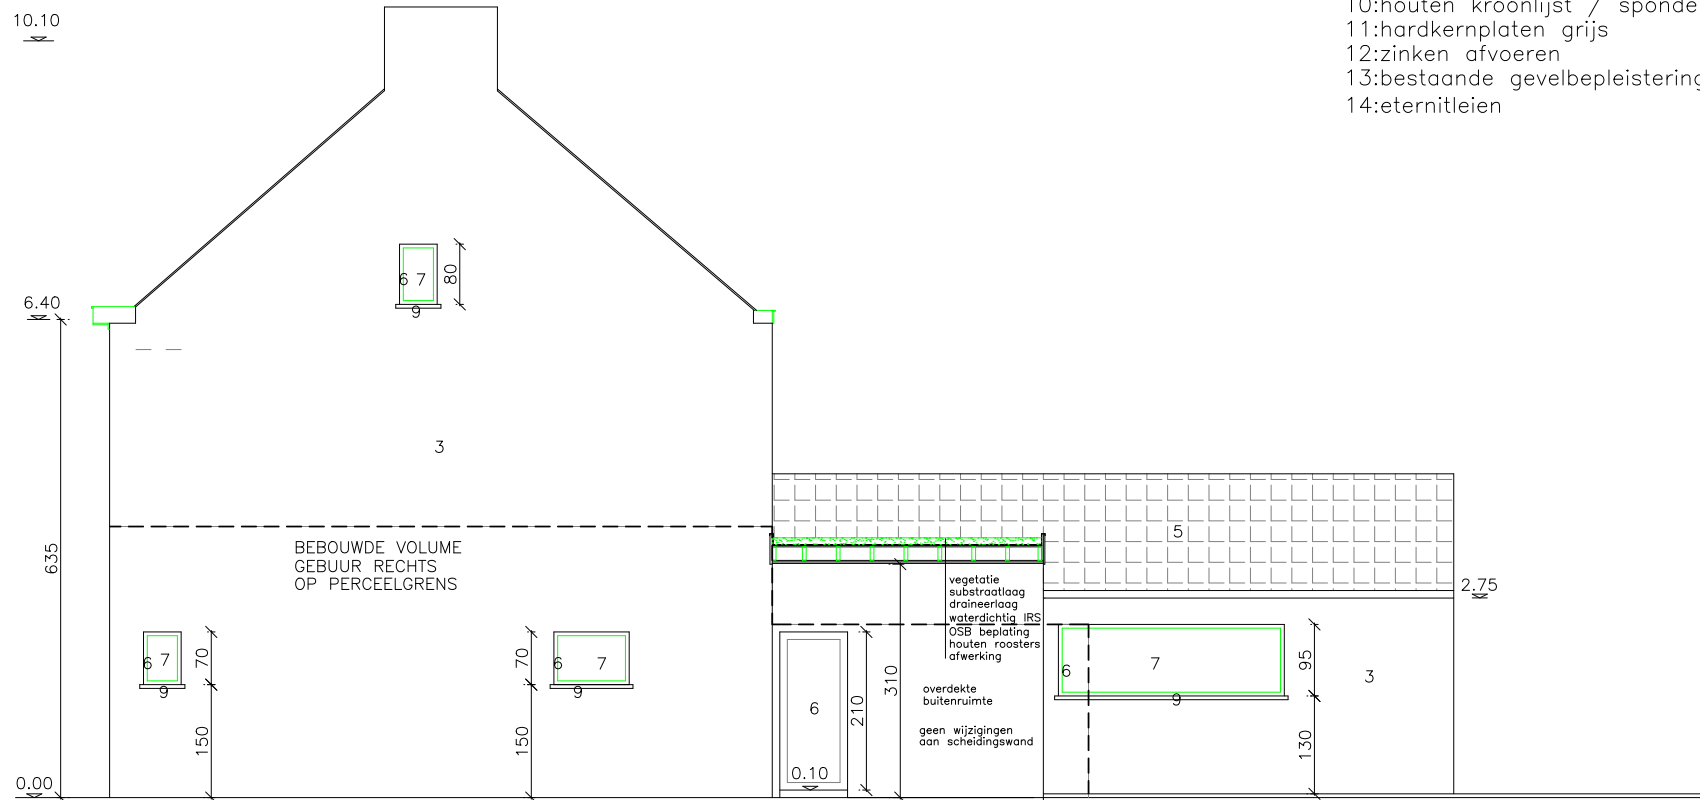 10.10
10:houten kroonlijst / sponde
11:hardkernplaten grijs
12:zinken afvoeren
13:bestaande gevelbepleistering
14:eternitleien
6 7
80
9
6.40
3
635
BEBOUWDE VOLUME
GEBUUR RECHTS
OP PERCEELGRENS
5
2.75
vegetatie
substraatlaag
draineerlaag
waterdichtig IRS
OSB beplating
houten roosters
afwerking
6 7
70
9
150
70
6 7
9
150
6
210
0.10
310
overdekte
buitenruimte
geen wijzigingen
aan scheidingswand
6
7
9
95
130
3
0.00